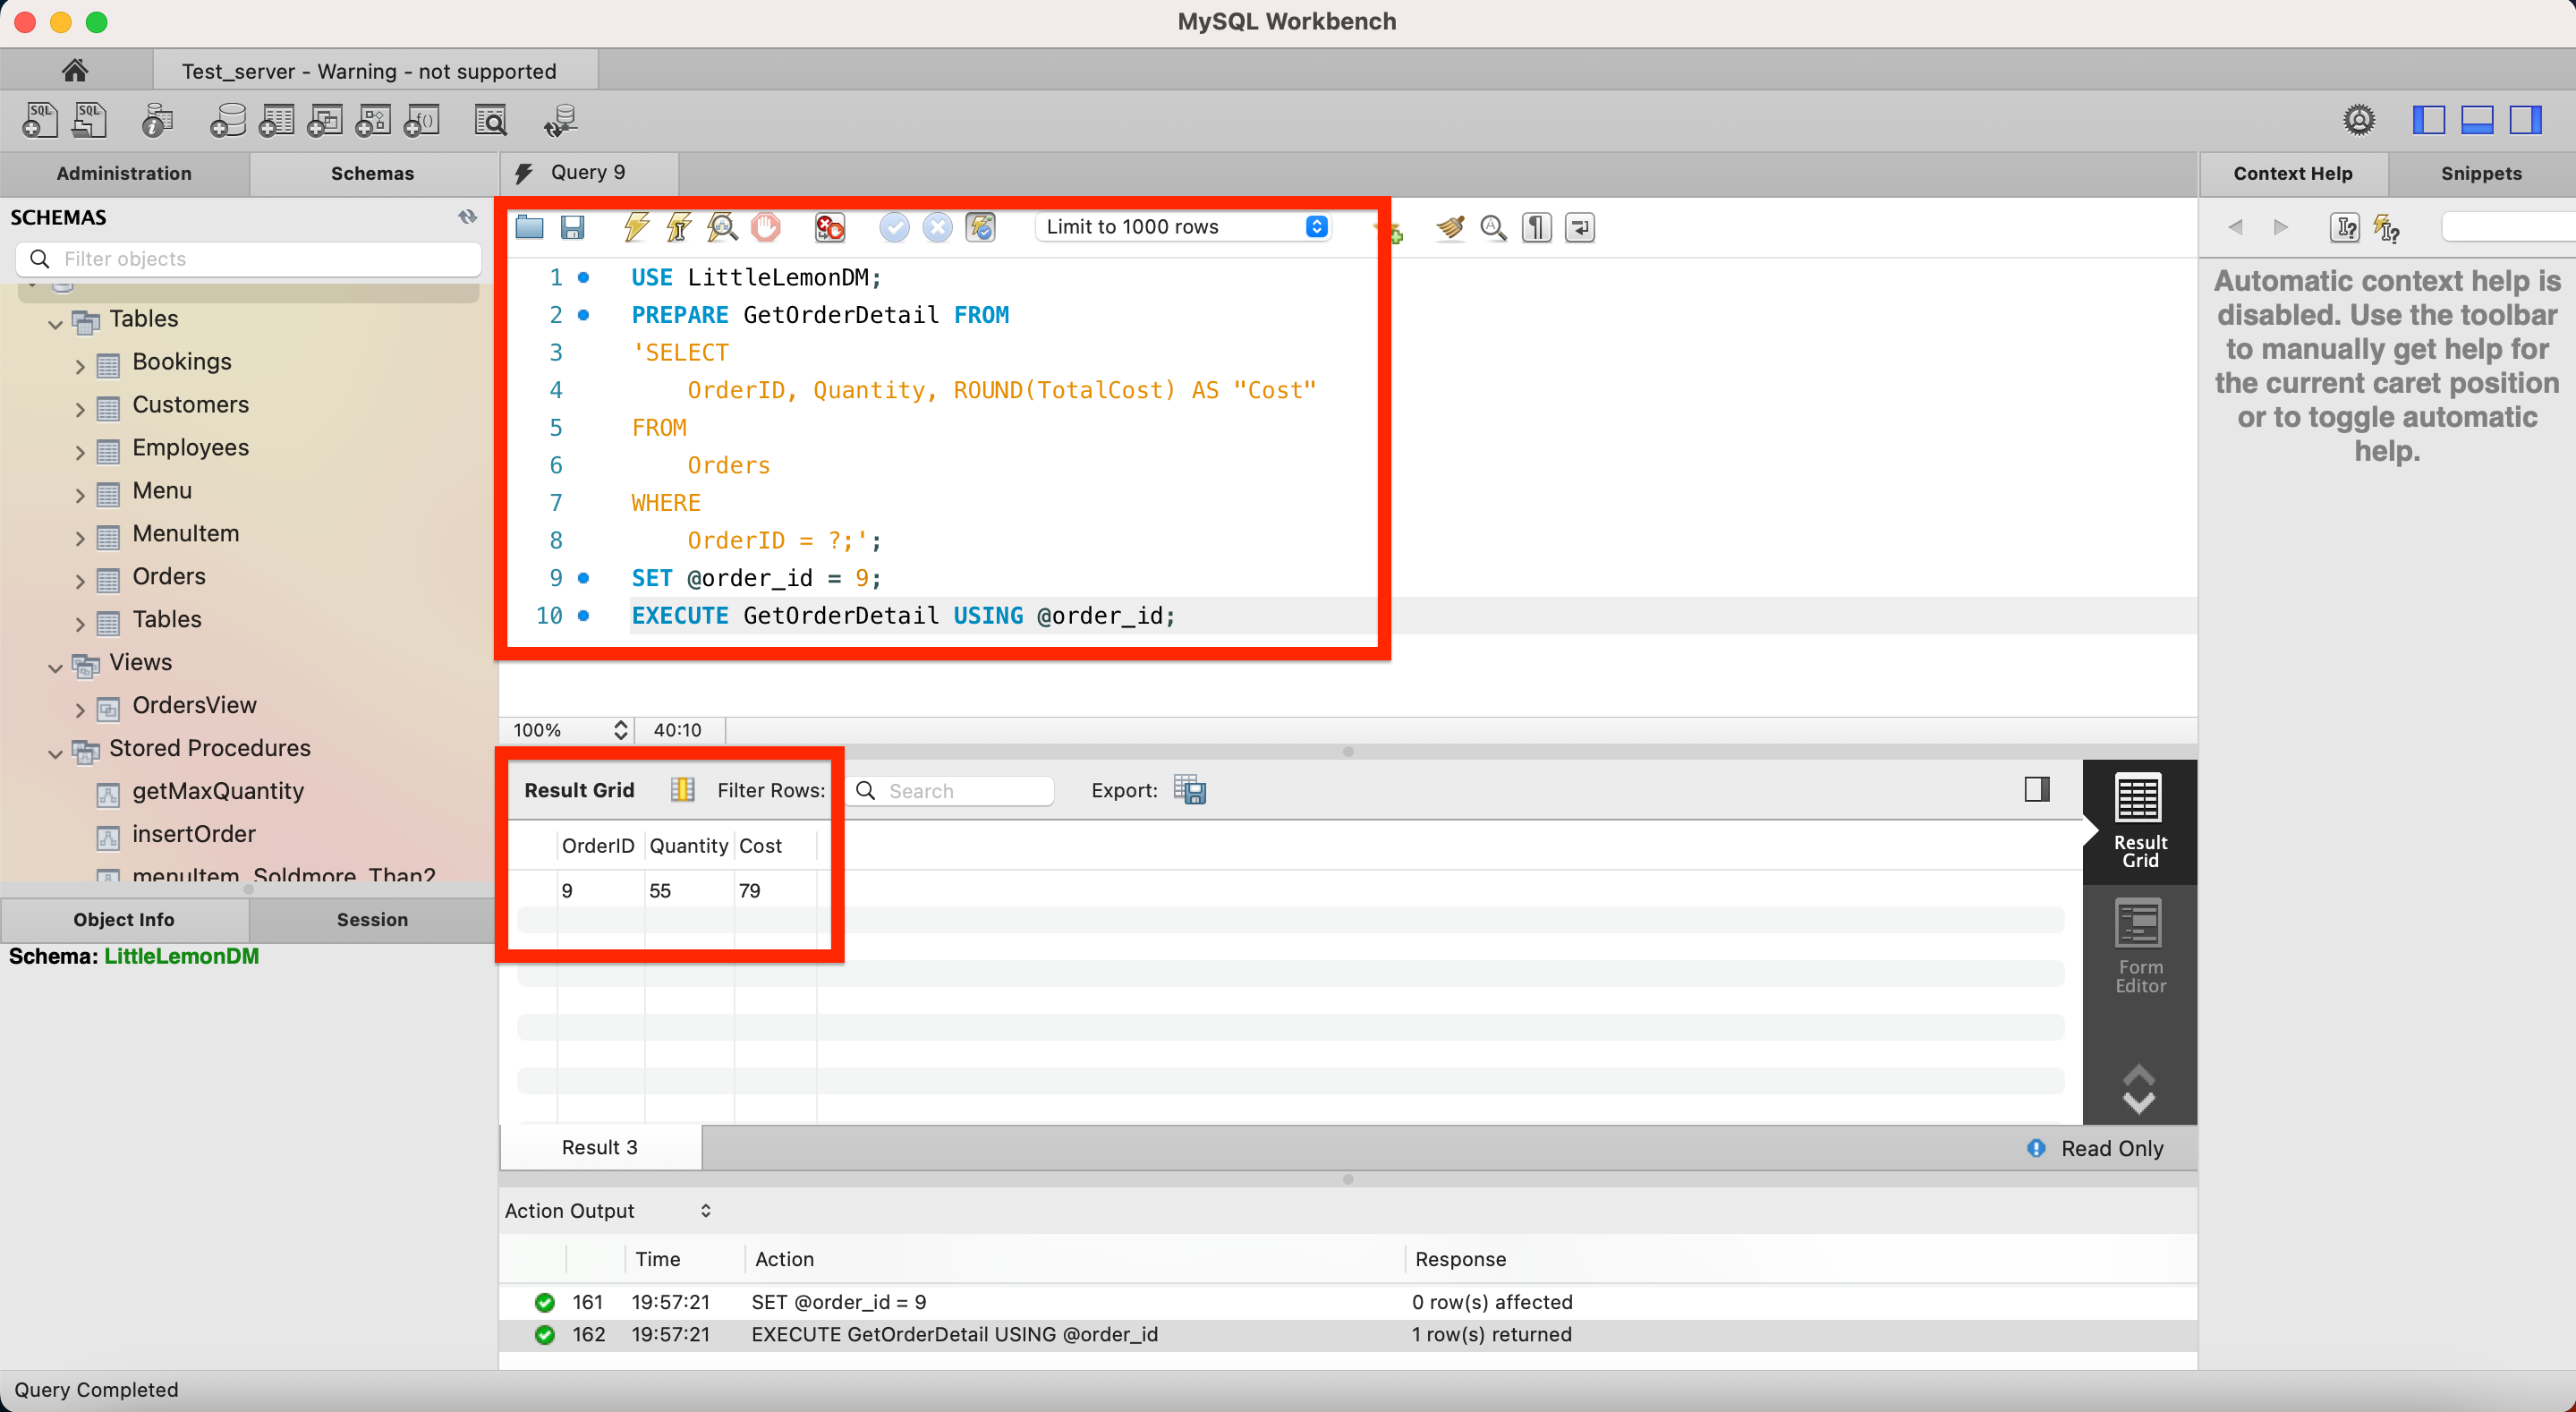 MySQL Workbench
Test_server - Warning - not supported
SQL SQL f()
Administration Schemas
SCHEMAS
Filter objects
Tables
Bookings
Customers
Employees
Menu
MenuItem
Orders
Tables
Views
OrdersView
Stored Procedures
getMaxQuantity
insertOrder
menuItem_Soldmore_Than2
Object Info Session
Schema: LittleLemonDM
Query 9
Limit to 1000 rows
1 USE LittleLemonDM;
2 PREPARE GetOrderDetail FROM
3 'SELECT
4 OrderID, Quantity, ROUND(TotalCost) AS "Cost"
5 FROM
6 Orders
7 WHERE
8 OrderID = ?;';
9 SET @order_id = 9;
10 EXECUTE GetOrderDetail USING @order_id;
100% 40:10
Result Grid Filter Rows: Search Export:
OrderID Quantity Cost
9 55 79
Result
Grid
Form
Editor
Result 3 Read Only
Action Output
Time Action Response
161 19:57:21 SET @order_id = 9 0 row(s) affected
162 19:57:21 EXECUTE GetOrderDetail USING @order_id 1 row(s) returned
Context Help Snippets
Automatic context help is
disabled. Use the toolbar
to manually get help for
the current caret position
or to toggle automatic
help.
Query Completed